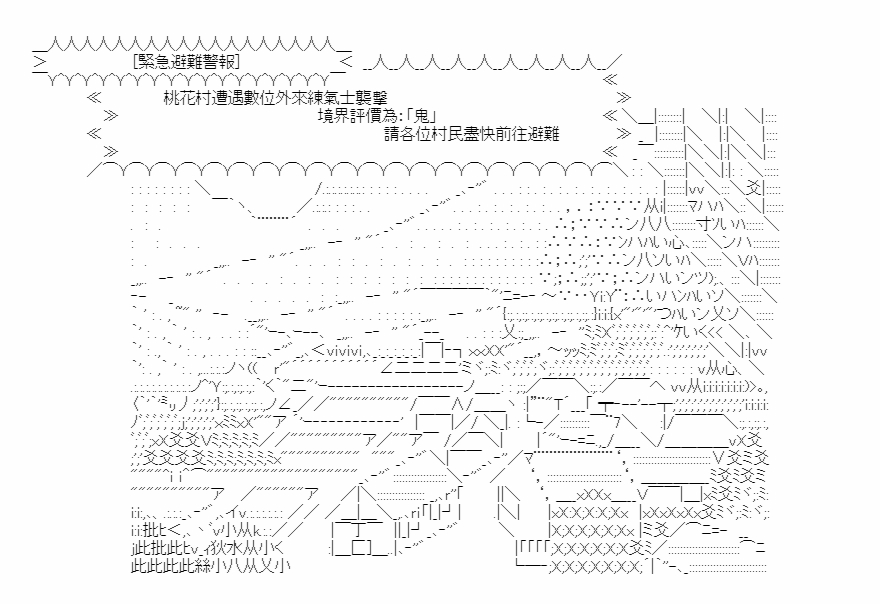 [緊急避難警報]
桃花村遭遇數位外來練氣士襲擊
境界評價為：「鬼」
請各位村民盡快前往避難